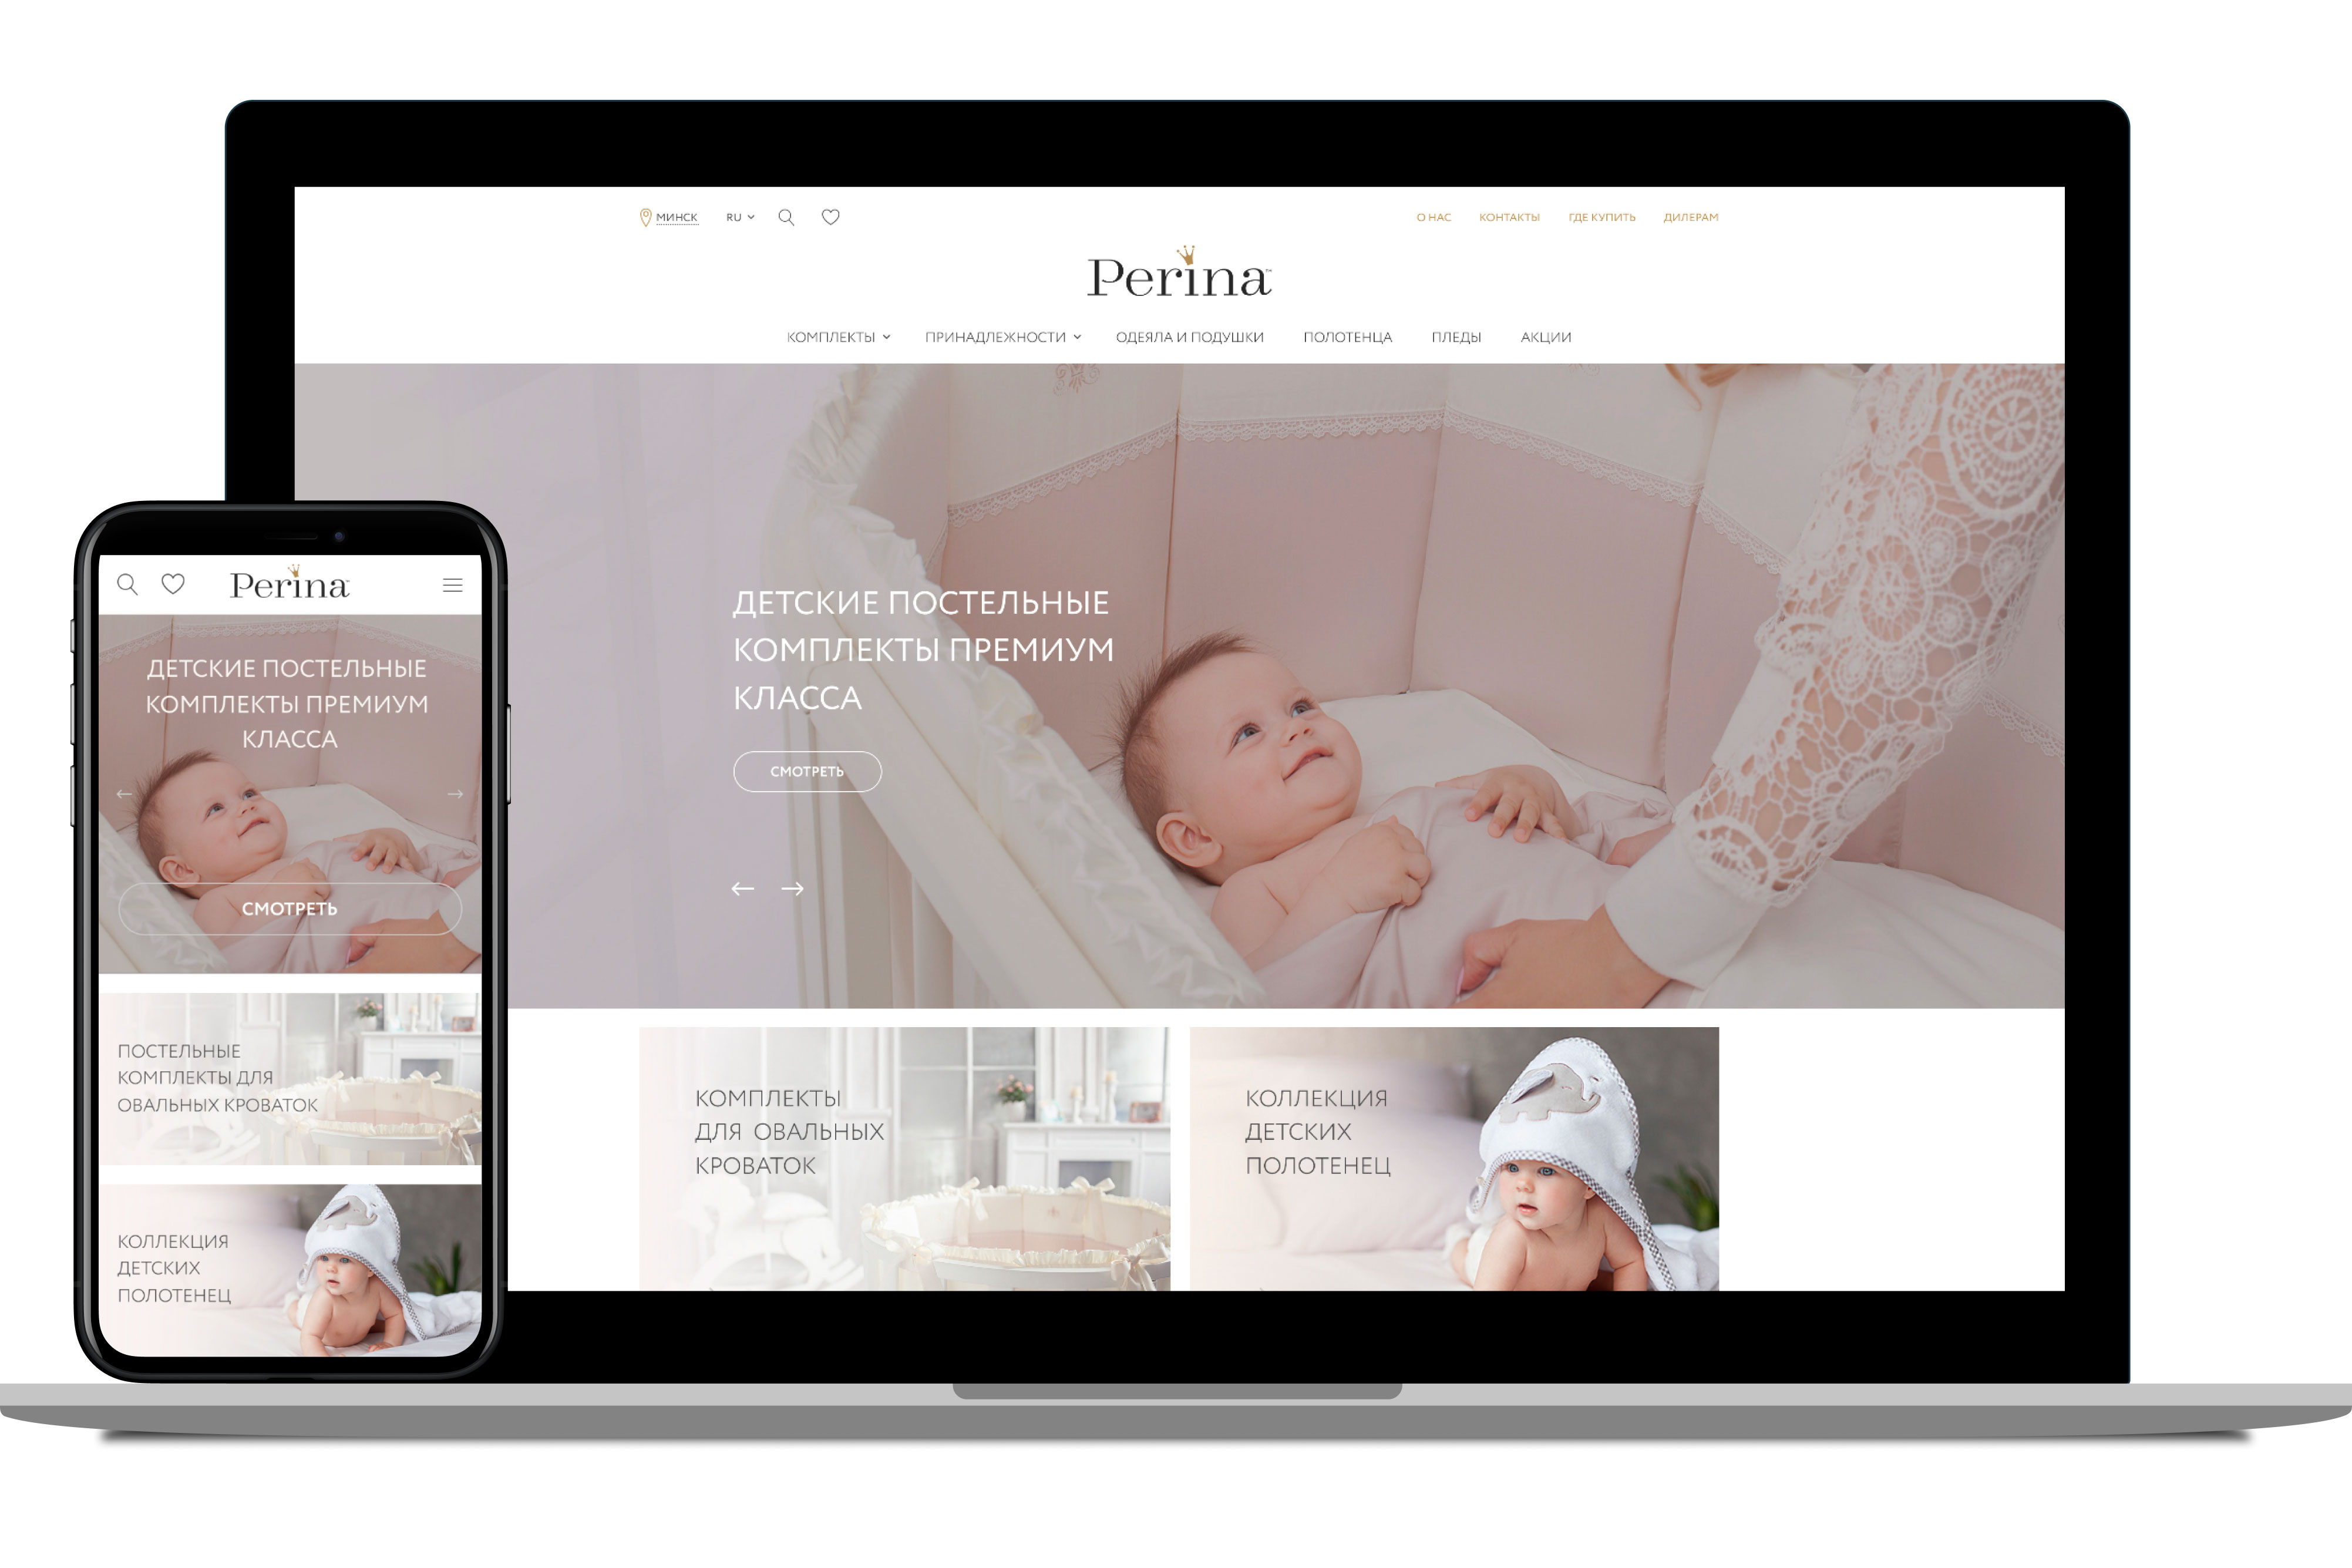 МИНСК RU О НАС КОНТАКТЫ ГДЕ КУПИТЬ ДИЛЕРАМ
Perina
КОМПЛЕКТЫ ПРИНАДЛЕЖНОСТИ ОДЕЯЛА И ПОДУШКИ ПОЛОТЕНЦА ПЛЕДЫ АКЦИИ
ДЕТСКИЕ ПОСТЕЛЬНЫЕ
КОМПЛЕКТЫ ПРЕМИУМ
КЛАССА
СМОТРЕТЬ
КОМПЛЕКТЫ
ДЛЯ ОВАЛЬНЫХ
КРОВАТОК
КОЛЛЕКЦИЯ
ДЕТСКИХ
ПОЛОТЕНЕЦ
Perina
ДЕТСКИЕ ПОСТЕЛЬНЫЕ
КОМПЛЕКТЫ ПРЕМИУМ
КЛАССА
СМОТРЕТЬ
ПОСТЕЛЬНЫЕ
КОМПЛЕКТЫ ДЛЯ
ОВАЛЬНЫХ КРОВАТОК
КОЛЛЕКЦИЯ
ДЕТСКИХ
ПОЛОТЕНЕЦ